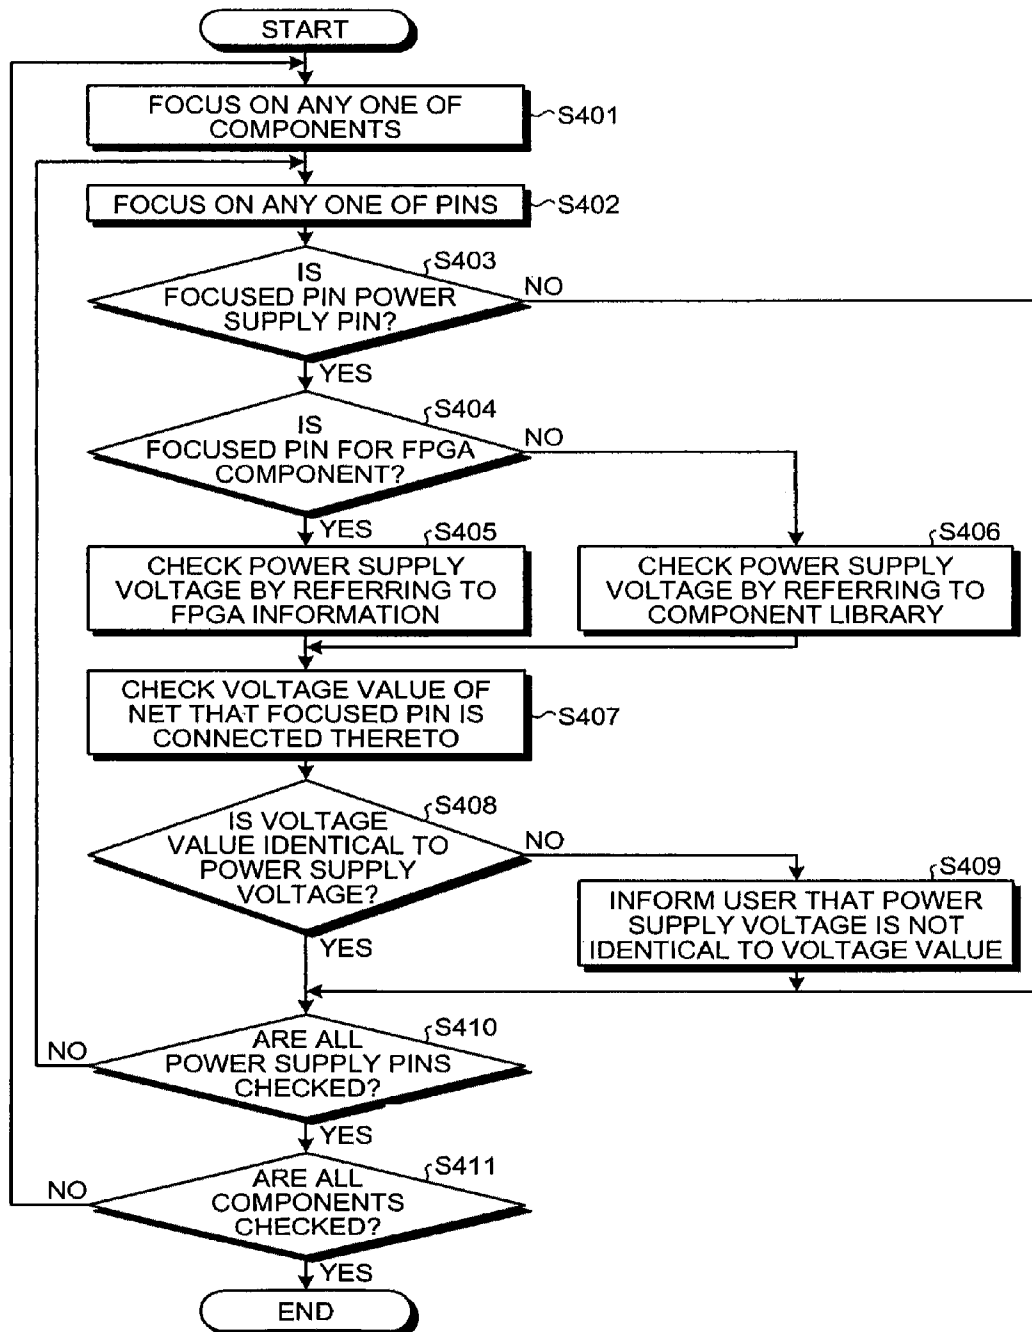 START
FOCUS ON ANY ONE OF
COMPONENTS
S401
FOCUS ON ANY ONE OF PINS
S402
S403
IS
FOCUSED PIN POWER
SUPPLY PIN?
NO
YES
S404
IS
FOCUSED PIN FOR FPGA
COMPONENT?
NO
YES
S405
CHECK POWER SUPPLY
VOLTAGE BY REFERRING TO
FPGA INFORMATION
S406
CHECK POWER SUPPLY
VOLTAGE BY REFERRING TO
COMPONENT LIBRARY
CHECK VOLTAGE VALUE OF
NET THAT FOCUSED PIN IS
CONNECTED THERETO
S407
S408
IS VOLTAGE
VALUE IDENTICAL TO
POWER SUPPLY
VOLTAGE?
NO
YES
S409
INFORM USER THAT POWER
SUPPLY VOLTAGE IS NOT
IDENTICAL TO VOLTAGE VALUE
S410
ARE ALL
POWER SUPPLY PINS
CHECKED?
NO
YES
S411
ARE ALL
COMPONENTS
CHECKED?
NO
YES
END